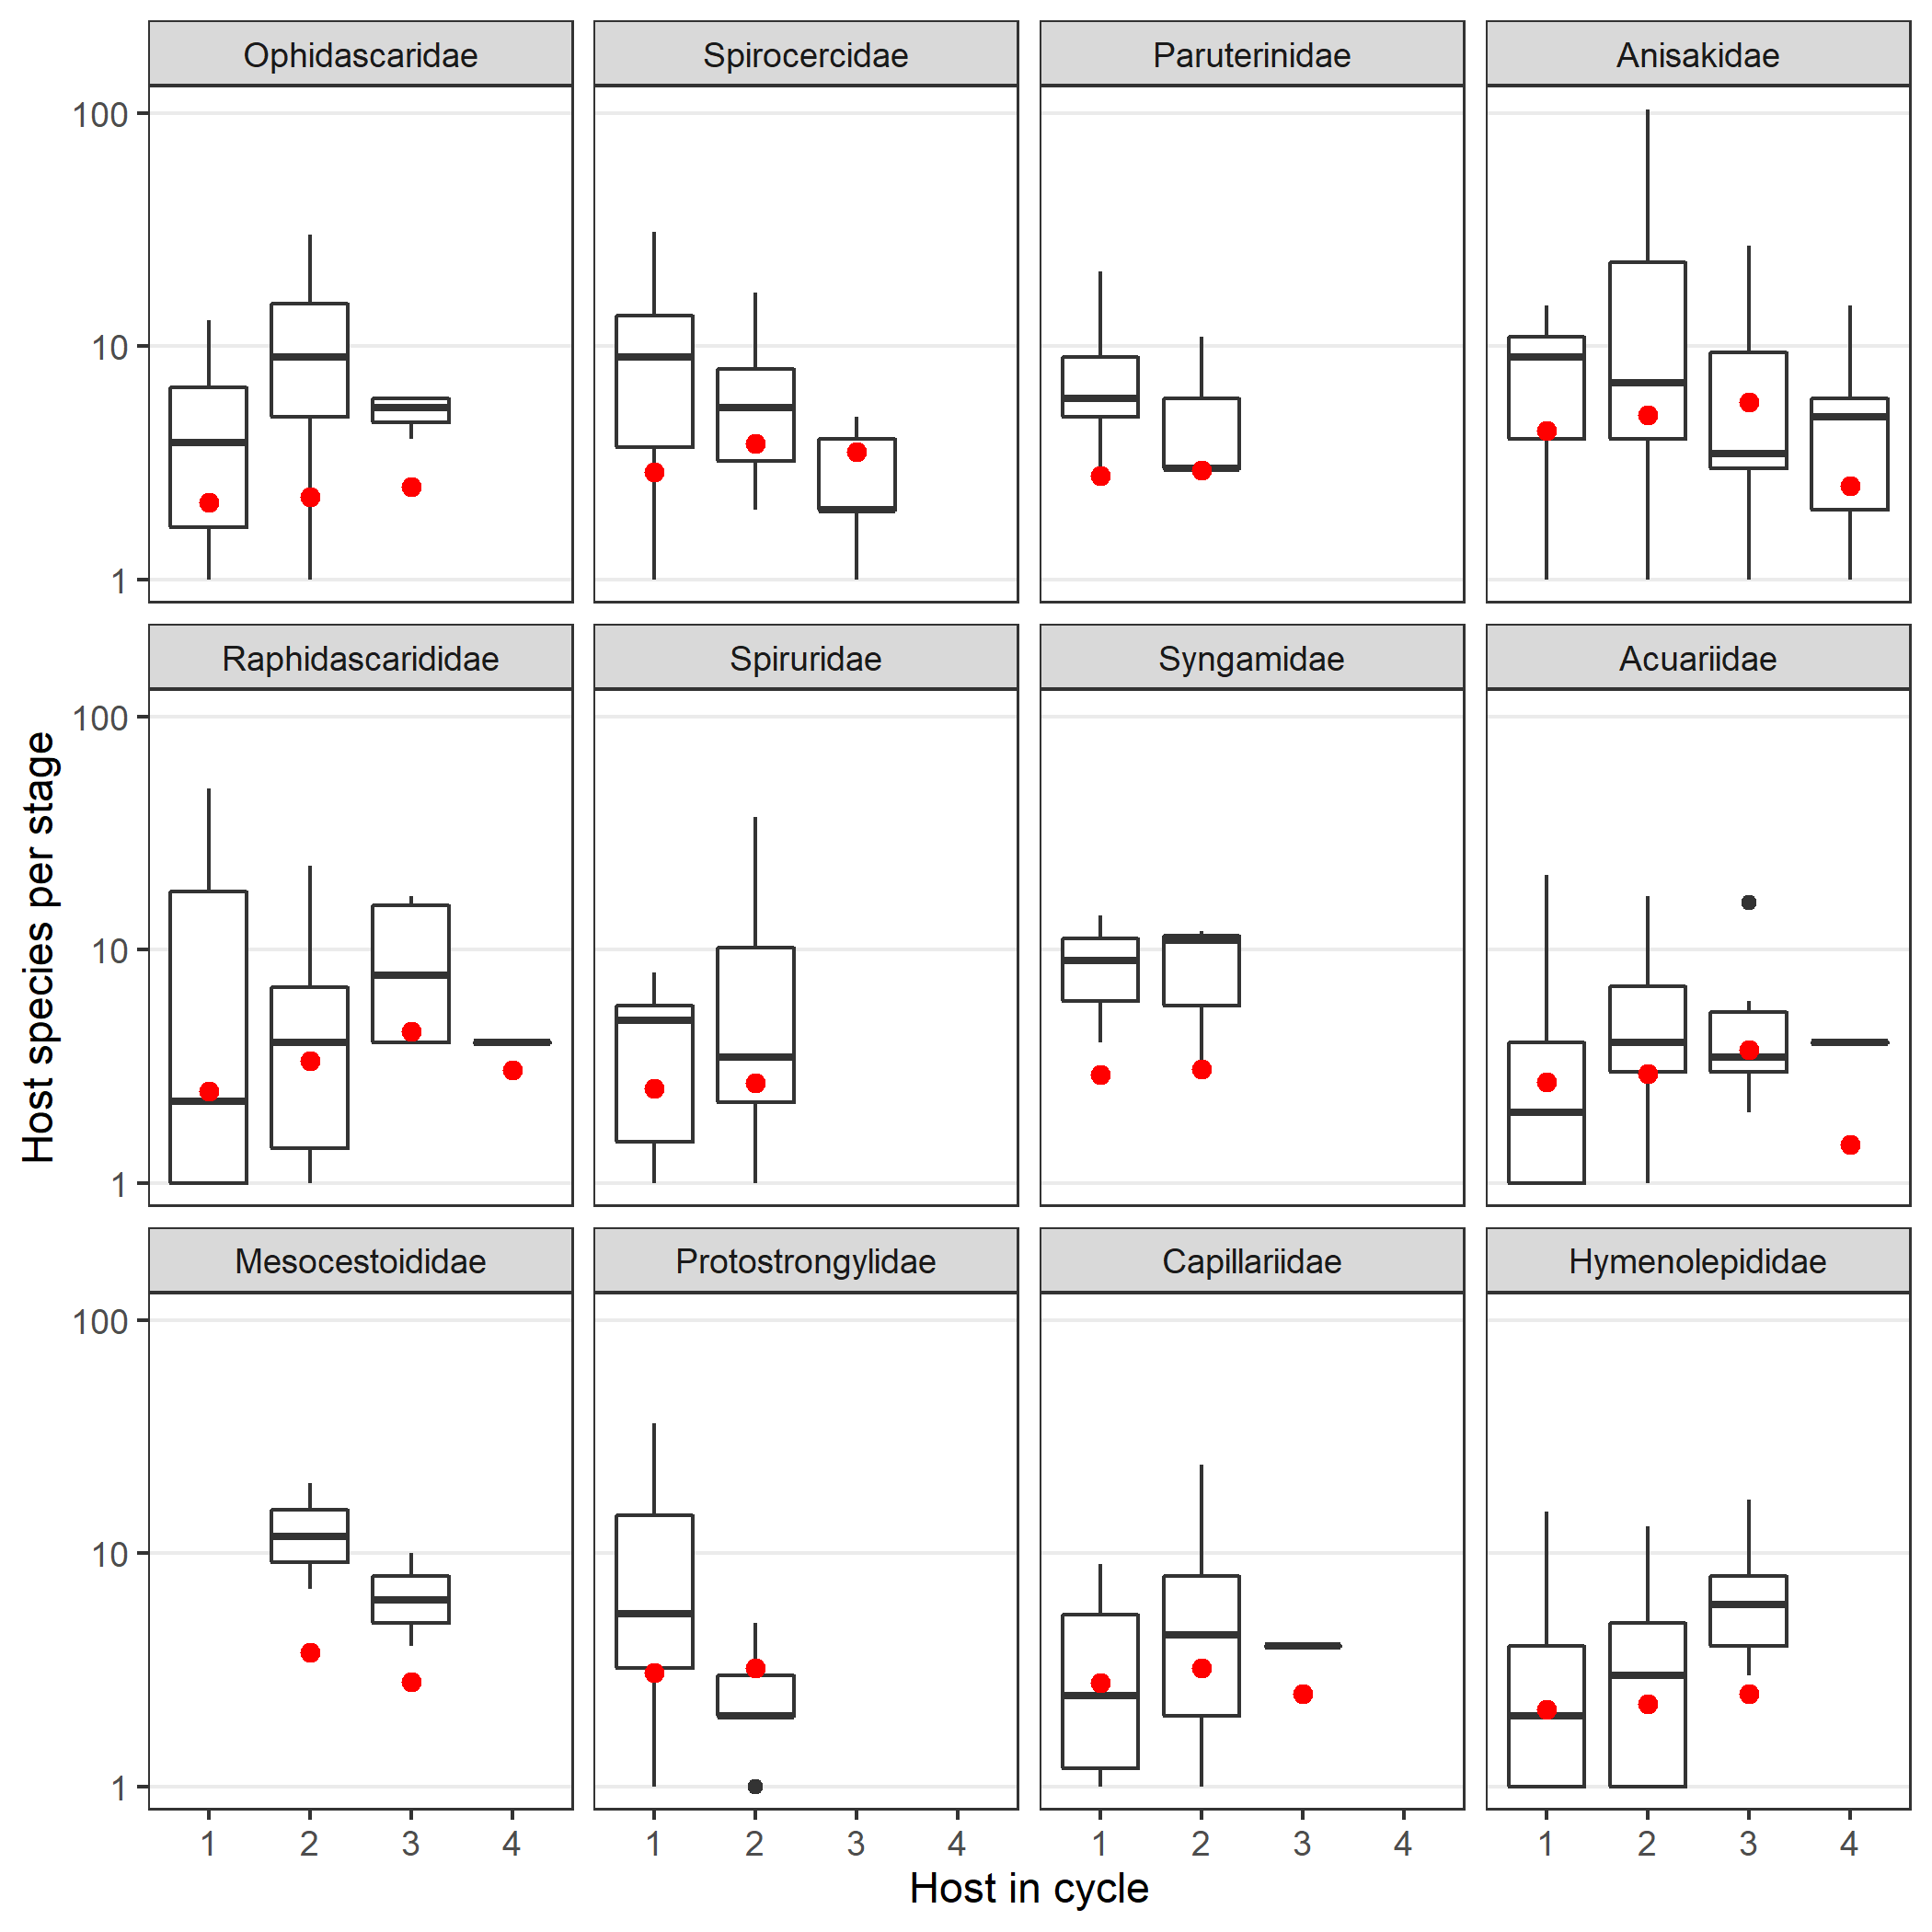 Ophidascaridae Spirocercidae Paruterinidae Anisakidae
100
10
1
Raphidascarididae Spiruridae Syngamidae Acuariidae
100
10
1
Host species per stage
Mesocestoididae Protostrongylidae Capillariidae Hymenolepididae
100
10
1
1 2 3 4 1 2 3 4 1 2 3 4 1 2 3 4
Host in cycle